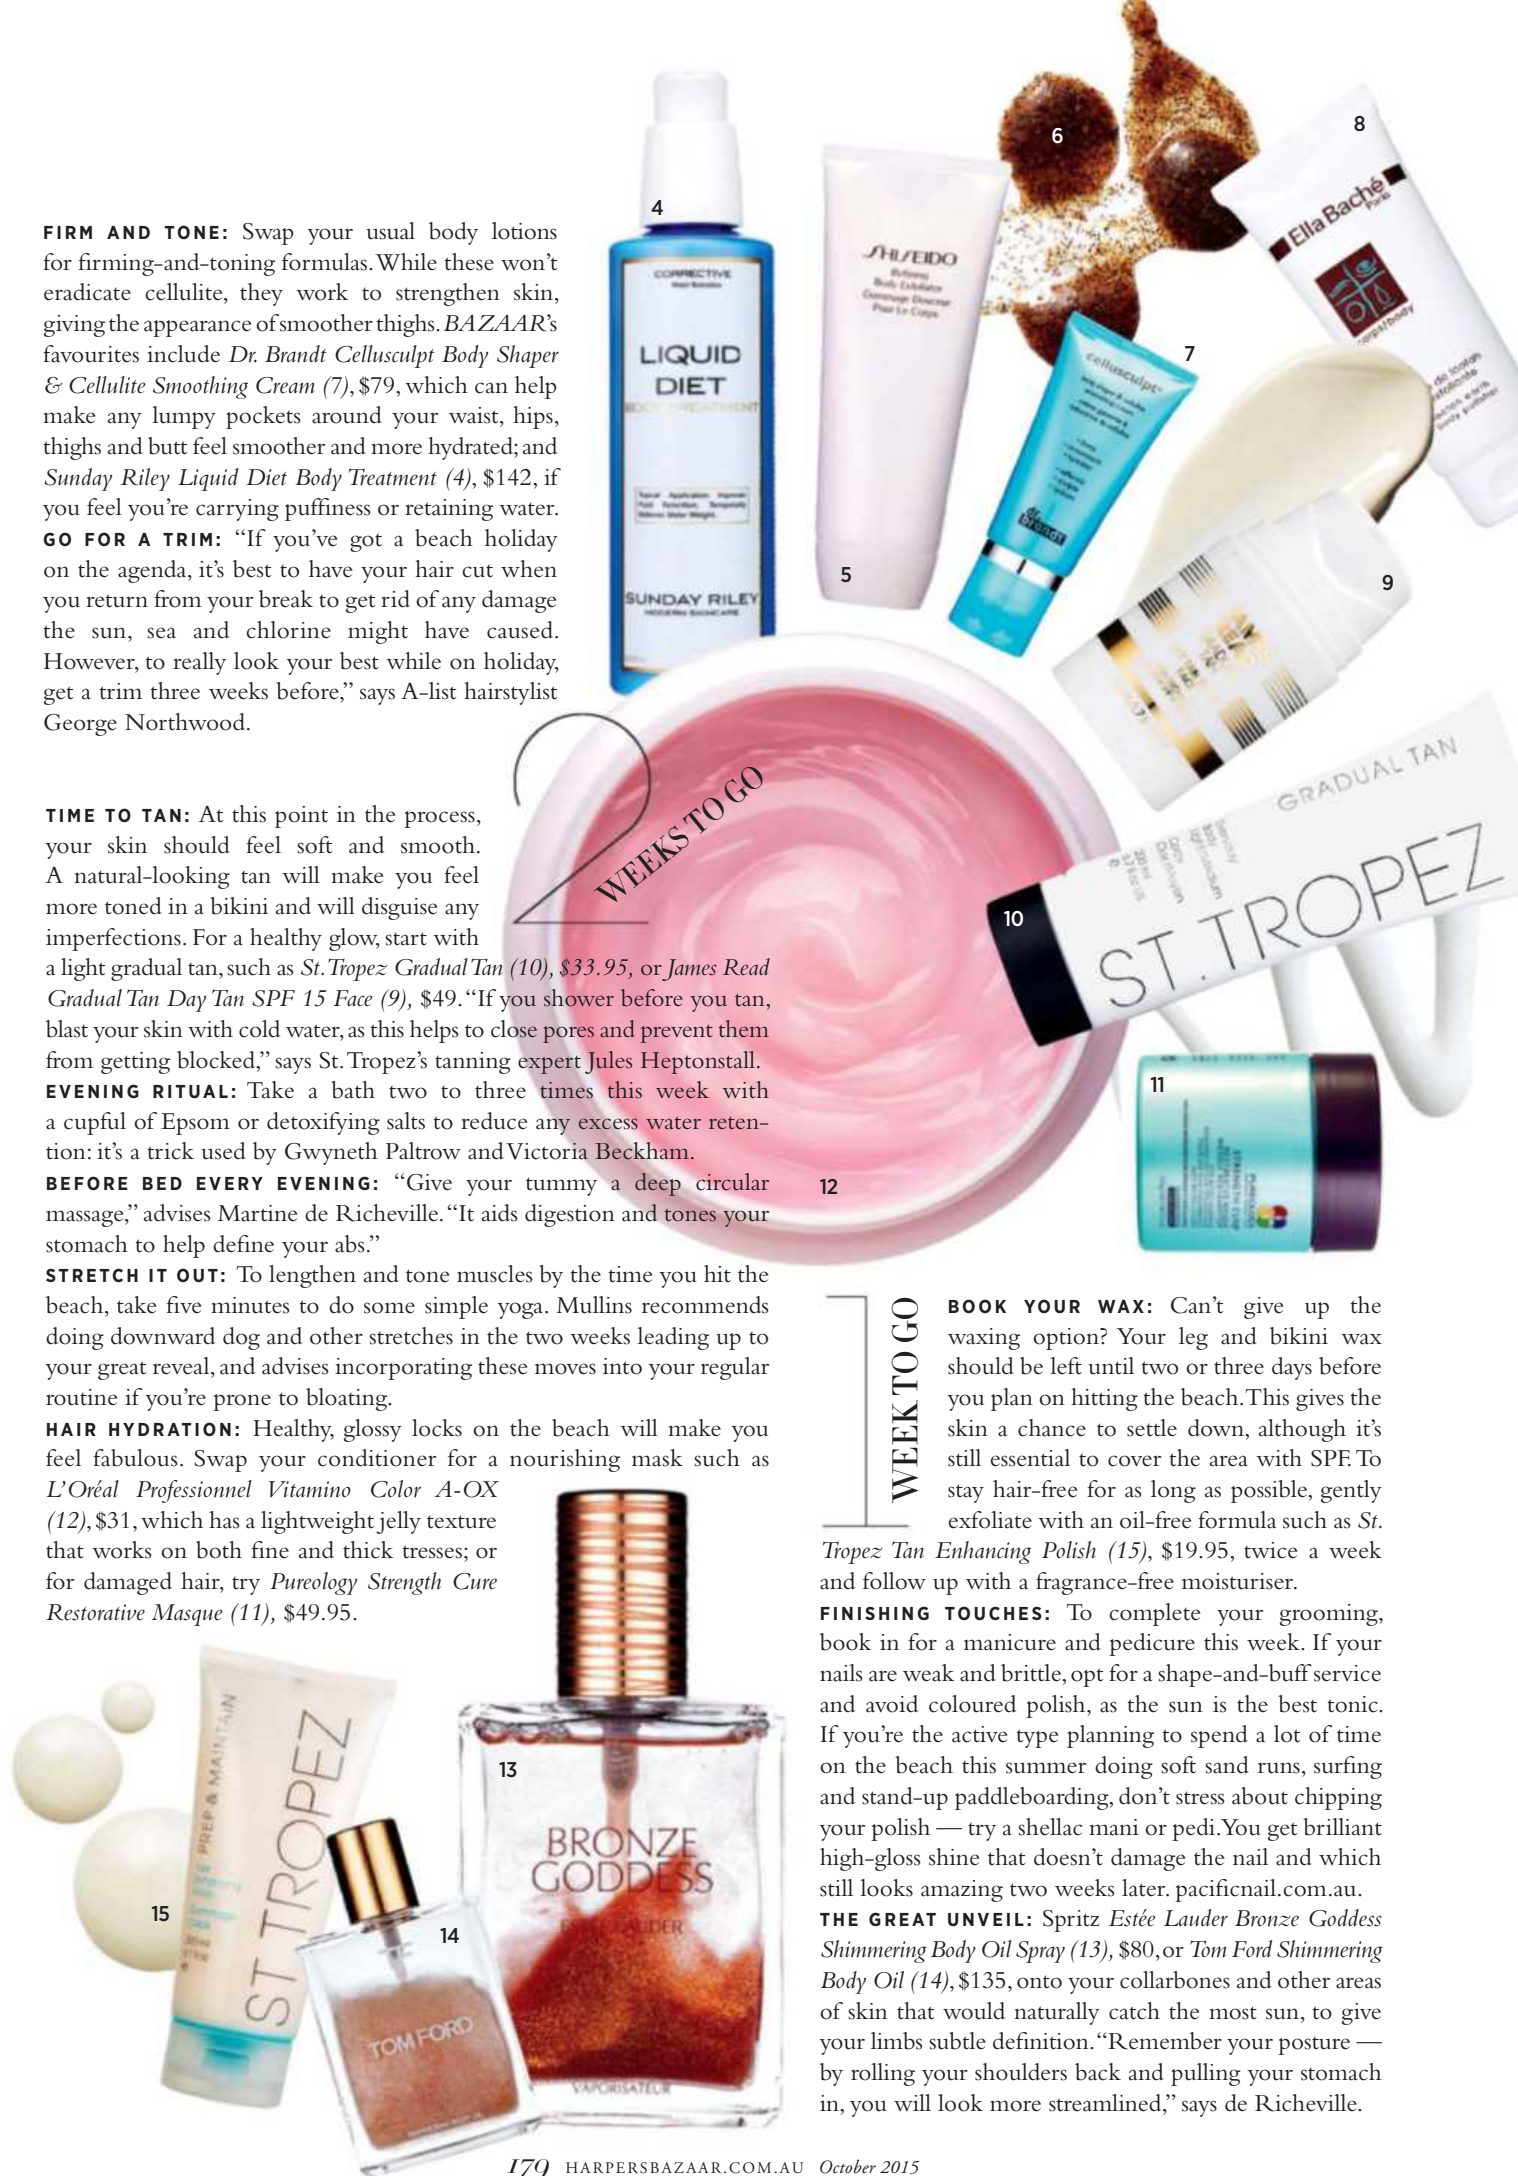 FIRM AND TONE: Swap your usual body lotions
for firming-and-toning formulas. While these won't
eradicate cellulite, they work to strengthen skin,
giving the appearance of smoother thighs. BAZAAR's
favourites include Dr. Brandt Cellusculpt Body Shaper
& Cellulite Smoothing Cream (7), $79, which can help
make any lumpy pockets around your waist, hips,
thighs and butt feel smoother and more hydrated; and
Sunday Riley Liquid Diet Body Treatment (4), $142, if
you feel you're carrying puffiness or retaining water.
GO FOR A TRIM: “If you've got a beach holiday
on the agenda, it's best to have your hair cut when
you return from your break to get rid of any damage
the sun, sea and chlorine might have caused.
However, to really look your best while on holiday,
get a trim three weeks before,” says A-list hairstylist
George Northwood.
4
CORRECTIVE
LIQUID
DIET
BODY TREATMENT
SUNDAY RILEY
MODERN SKINCARE
5
SHISEIDO
Refining
Body Exfoliator
Gommage Douceur
Pour Le Corps
6
7
cellusculpt
dr. brandt
8
Ella Baché
Paris
corps/body
9
10
GRADUAL TAN
ST.TROPEZ
11
12
2
WEEKS TO GO
TIME TO TAN: At this point in the process,
your skin should feel soft and smooth.
A natural-looking tan will make you feel
more toned in a bikini and will disguise any
imperfections. For a healthy glow, start with
a light gradual tan, such as St. Tropez Gradual Tan (10), $33.95, or James Read
Gradual Tan Day Tan SPF 15 Face (9), $49. “If you shower before you tan,
blast your skin with cold water, as this helps to close pores and prevent them
from getting blocked,” says St. Tropez's tanning expert Jules Heptonstall.
EVENING RITUAL: Take a bath two to three times this week with
a cupful of Epsom or detoxifying salts to reduce any excess water reten-
tion: it's a trick used by Gwyneth Paltrow and Victoria Beckham.
BEFORE BED EVERY EVENING: “Give your tummy a deep circular
massage,” advises Martine de Richeville. “It aids digestion and tones your
stomach to help define your abs.”
STRETCH IT OUT: To lengthen and tone muscles by the time you hit the
beach, take five minutes to do some simple yoga. Mullins recommends
doing downward dog and other stretches in the two weeks leading up to
your great reveal, and advises incorporating these moves into your regular
routine if you're prone to bloating.
HAIR HYDRATION: Healthy, glossy locks on the beach will make you
feel fabulous. Swap your conditioner for a nourishing mask such as
L'Oréal Professionnel Vitamino Color A-OX
(12), $31, which has a lightweight jelly texture
that works on both fine and thick tresses; or
for damaged hair, try Pureology Strength Cure
Restorative Masque (11), $49.95.
1
WEEK TO GO
BOOK YOUR WAX: Can't give up the
waxing option? Your leg and bikini wax
should be left until two or three days before
you plan on hitting the beach. This gives the
skin a chance to settle down, although it's
still essential to cover the area with SPF. To
stay hair-free for as long as possible, gently
exfoliate with an oil-free formula such as St.
Tropez Tan Enhancing Polish (15), $19.95, twice a week
and follow up with a fragrance-free moisturiser.
FINISHING TOUCHES: To complete your grooming,
book in for a manicure and pedicure this week. If your
nails are weak and brittle, opt for a shape-and-buff service
and avoid coloured polish, as the sun is the best tonic.
If you're the active type planning to spend a lot of time
on the beach this summer doing soft sand runs, surfing
and stand-up paddleboarding, don't stress about chipping
your polish — try a shellac mani or pedi. You get brilliant
high-gloss shine that doesn't damage the nail and which
still looks amazing two weeks later. pacificnail.com.au.
THE GREAT UNVEIL: Spritz Estée Lauder Bronze Goddess
Shimmering Body Oil Spray (13), $80, or Tom Ford Shimmering
Body Oil (14), $135, onto your collarbones and other areas
of skin that would naturally catch the most sun, to give
your limbs subtle definition. “Remember your posture —
by rolling your shoulders back and pulling your stomach
in, you will look more streamlined,” says de Richeville.
13
BRONZE
GODDESS
ESTEE LAUDER
VAPORISATEUR
14
TOM FORD
15
PREP & MAINTAIN
ST TROPEZ
179 HARPERSBAZAAR.COM.AU October 2015